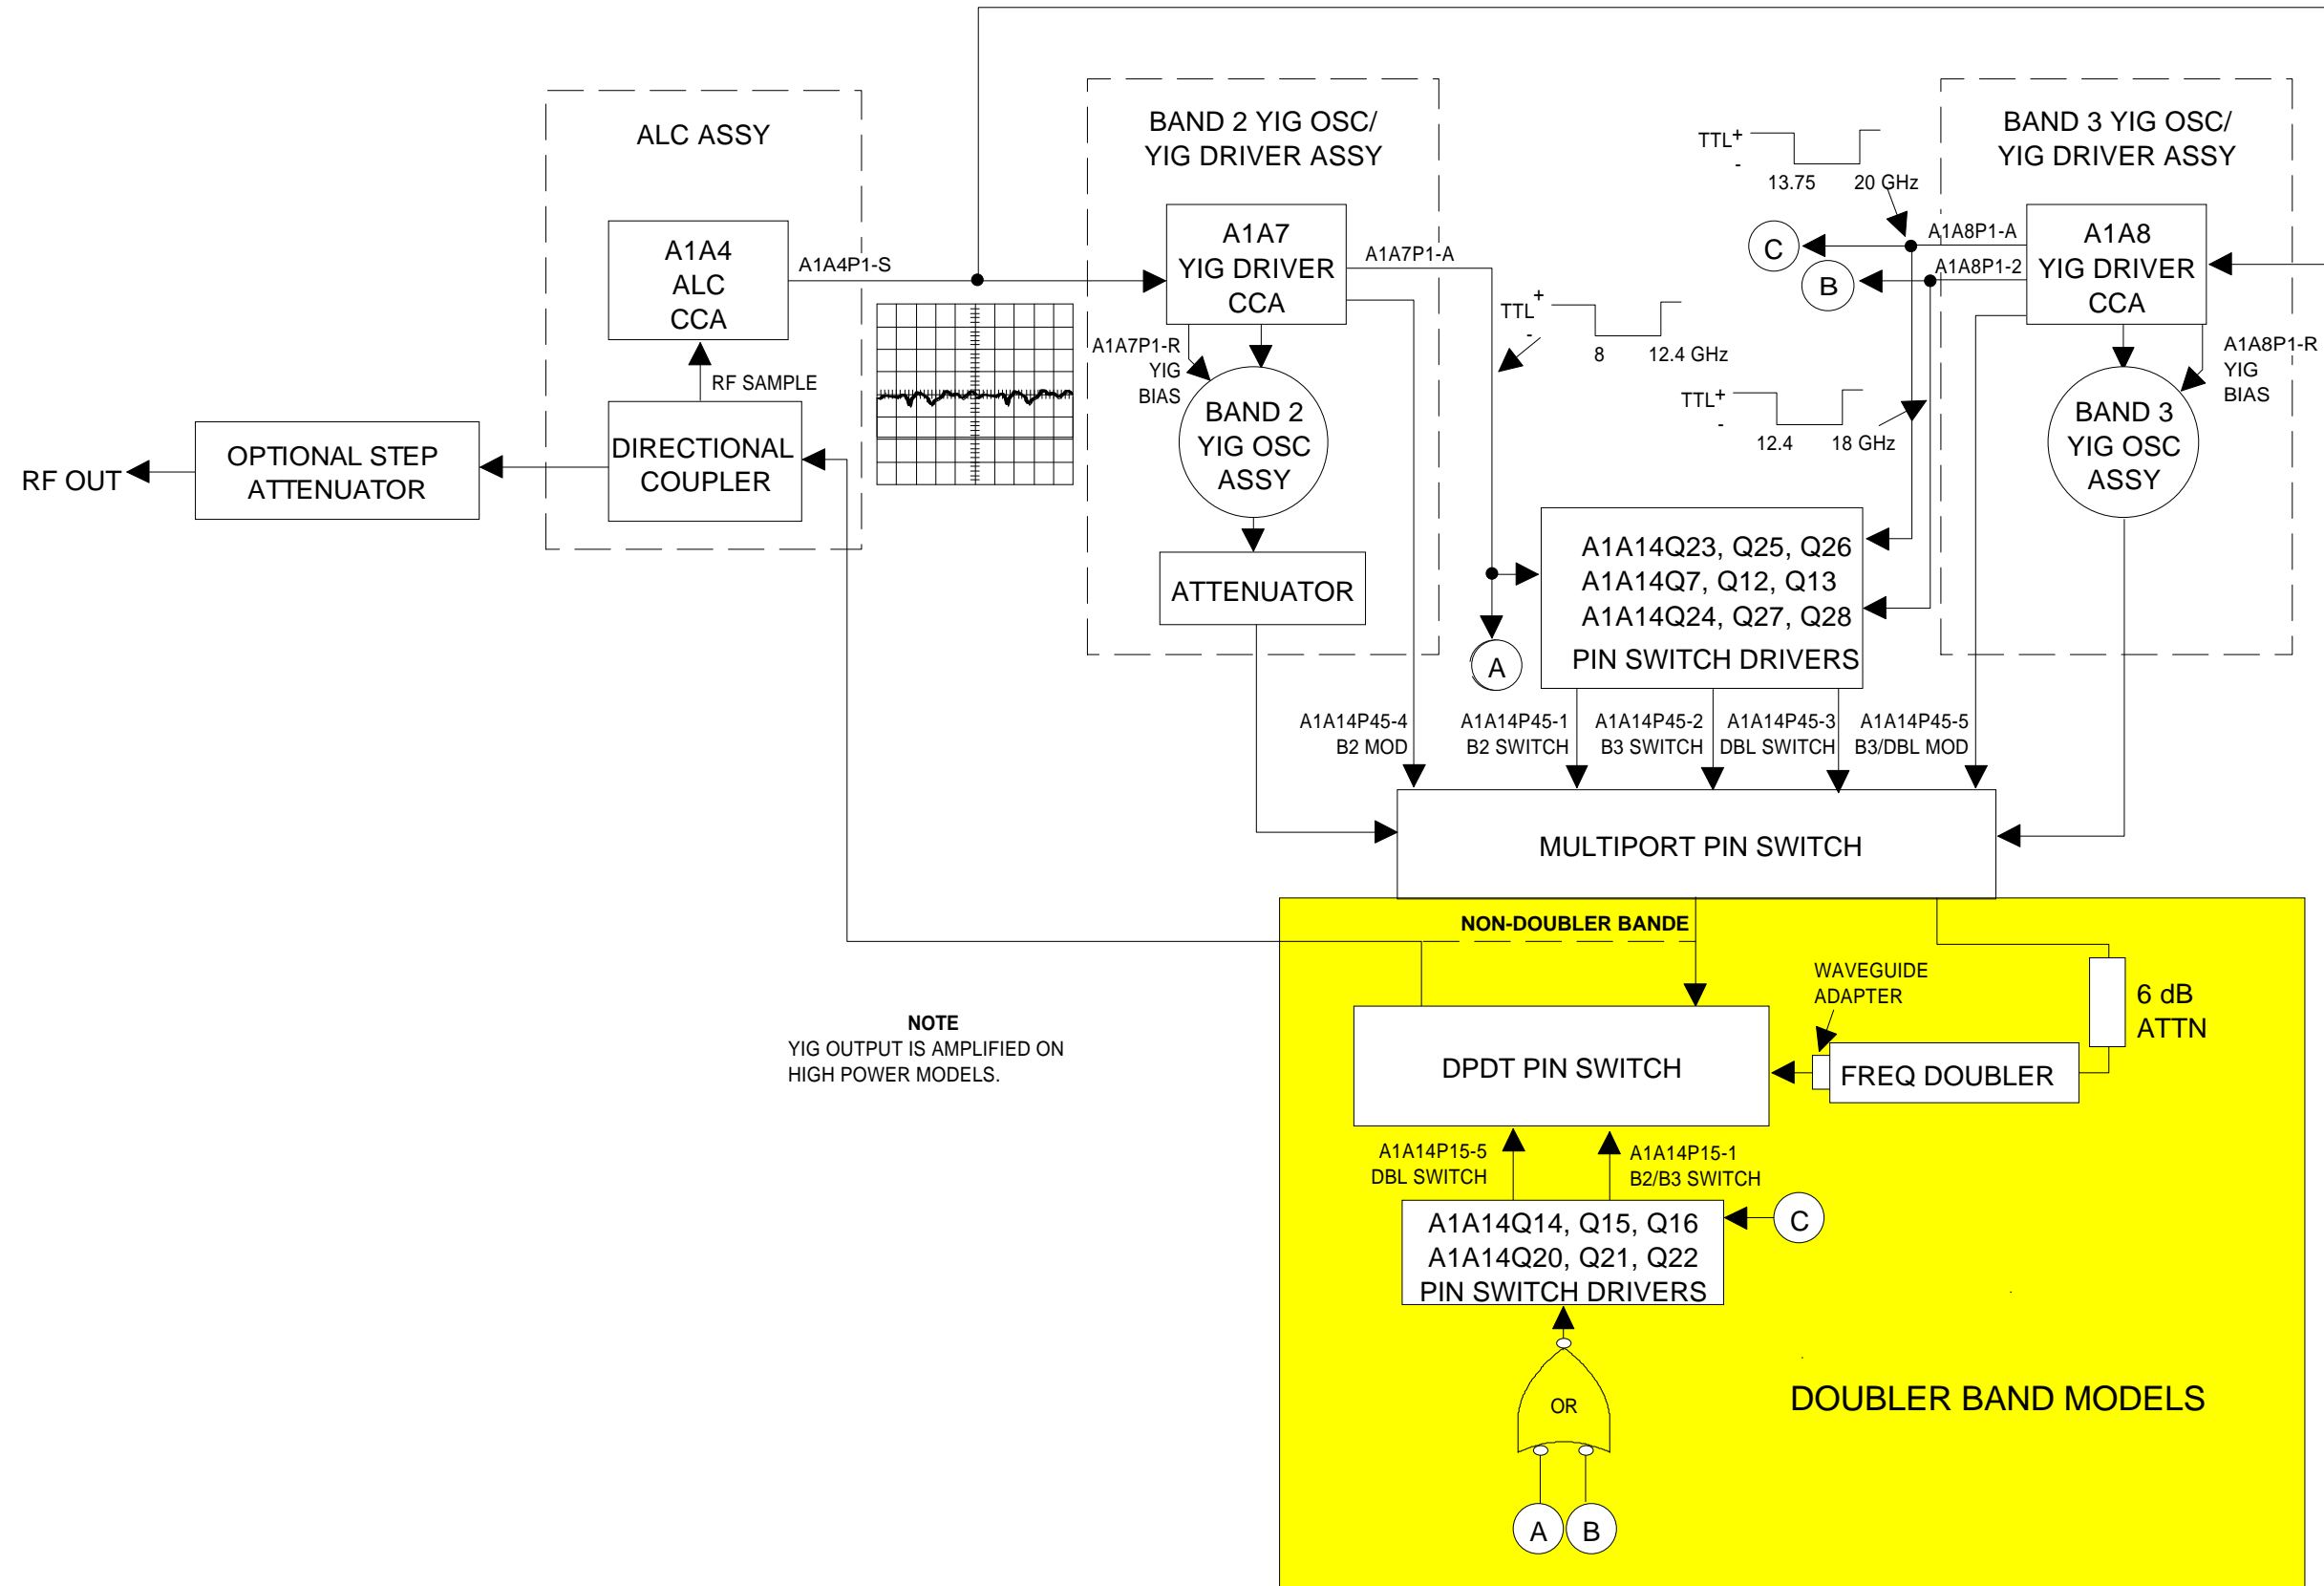 ALC ASSY
A1A4
ALC
CCA
A1A4P1-S
RF SAMPLE
DIRECTIONAL
COUPLER
OPTIONAL STEP
ATTENUATOR
RF OUT
BAND 2 YIG OSC/
YIG DRIVER ASSY
A1A7
YIG DRIVER
CCA
A1A7P1-A
A1A7P1-R
YIG
BIAS
BAND 2
YIG OSC
ASSY
ATTENUATOR
TTL
+
-
8 12.4 GHz
TTL
+
-
13.75 20 GHz
TTL
+
-
12.4 18 GHz
C
B
A1A8P1-A
A1A8P1-2
BAND 3 YIG OSC/
YIG DRIVER ASSY
A1A8
YIG DRIVER
CCA
A1A8P1-R
YIG
BIAS
BAND 3
YIG OSC
ASSY
A1A14Q23, Q25, Q26
A1A14Q7, Q12, Q13
A1A14Q24, Q27, Q28
PIN SWITCH DRIVERS
A
A1A14P45-4
B2 MOD
A1A14P45-1
B2 SWITCH
A1A14P45-2
B3 SWITCH
A1A14P45-3
DBL SWITCH
A1A14P45-5
B3/DBL MOD
MULTIPORT PIN SWITCH
NON-DOUBLER BANDE
WAVEGUIDE
ADAPTER
6 dB
ATTN
DPDT PIN SWITCH
FREQ DOUBLER
NOTE
YIG OUTPUT IS AMPLIFIED ON
HIGH POWER MODELS.
A1A14P15-5
DBL SWITCH
A1A14P15-1
B2/B3 SWITCH
A1A14Q14, Q15, Q16
A1A14Q20, Q21, Q22
PIN SWITCH DRIVERS
C
OR
DOUBLER BAND MODELS
A
B